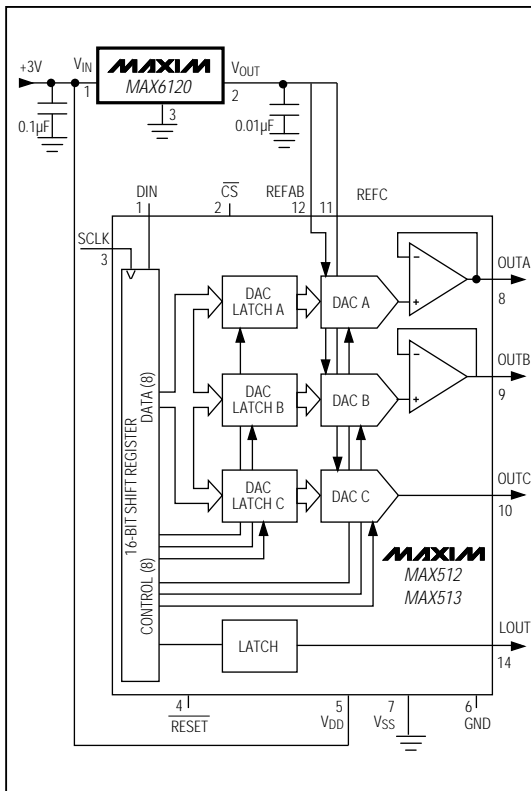 +3V
VIN
1
MAXIM
MAX6120
VOUT
2
3
0.1µF
0.01µF
DIN
1
CS
2
REFAB
12
11
REFC
SCLK
3
OUTA
8
DAC
LATCH A
DAC A
-
+
OUTB
9
DAC
LATCH B
DAC B
-
+
OUTC
10
DAC
LATCH C
DAC C
16-BIT SHIFT REGISTER
DATA (8)
CONTROL (8)
MAXIM
MAX512
MAX513
LATCH
LOUT
14
4
RESET
5
VDD
7
VSS
6
GND